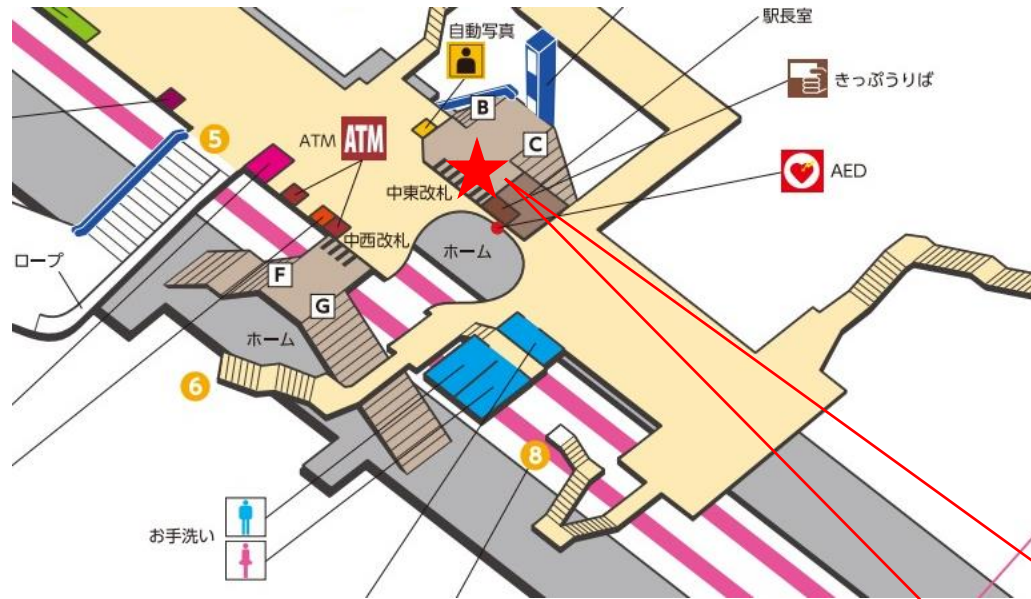 自動写真
駅長室
きっぷうりば
B
C
5
ATM
ATM
AED
中東改札
中西改札
ホーム
ロープ
F
G
ホーム
6
8
お手洗い